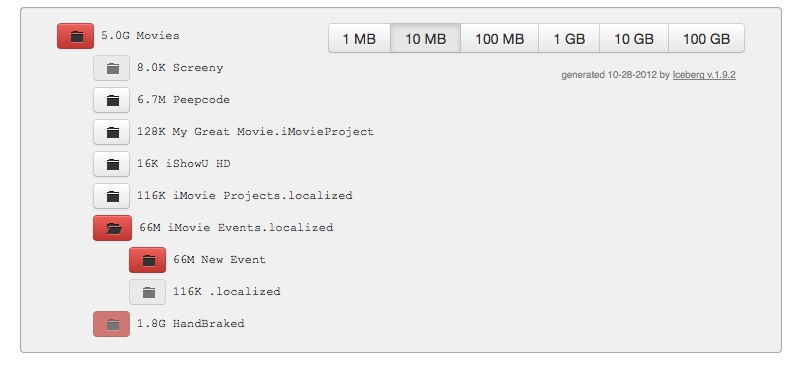 5.0G Movies
1 MB 10 MB 100 MB 1 GB 10 GB 100 GB
8.0K Screeny
generated 10-28-2012 by Iceberg v.1.9.2
6.7M Peepcode
128K My Great Movie.iMovieProject
16K iShowU HD
116K iMovie Projects.localized
66M iMovie Events.localized
66M New Event
116K .localized
1.8G HandBraked